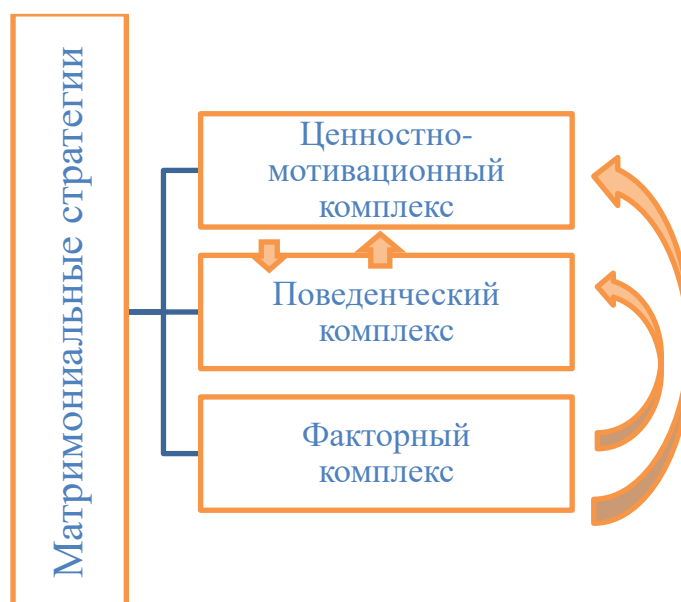 Матримониальные стратегии
Ценностно-
мотивационный
комплекс
Поведенческий
комплекс
Факторный
комплекс